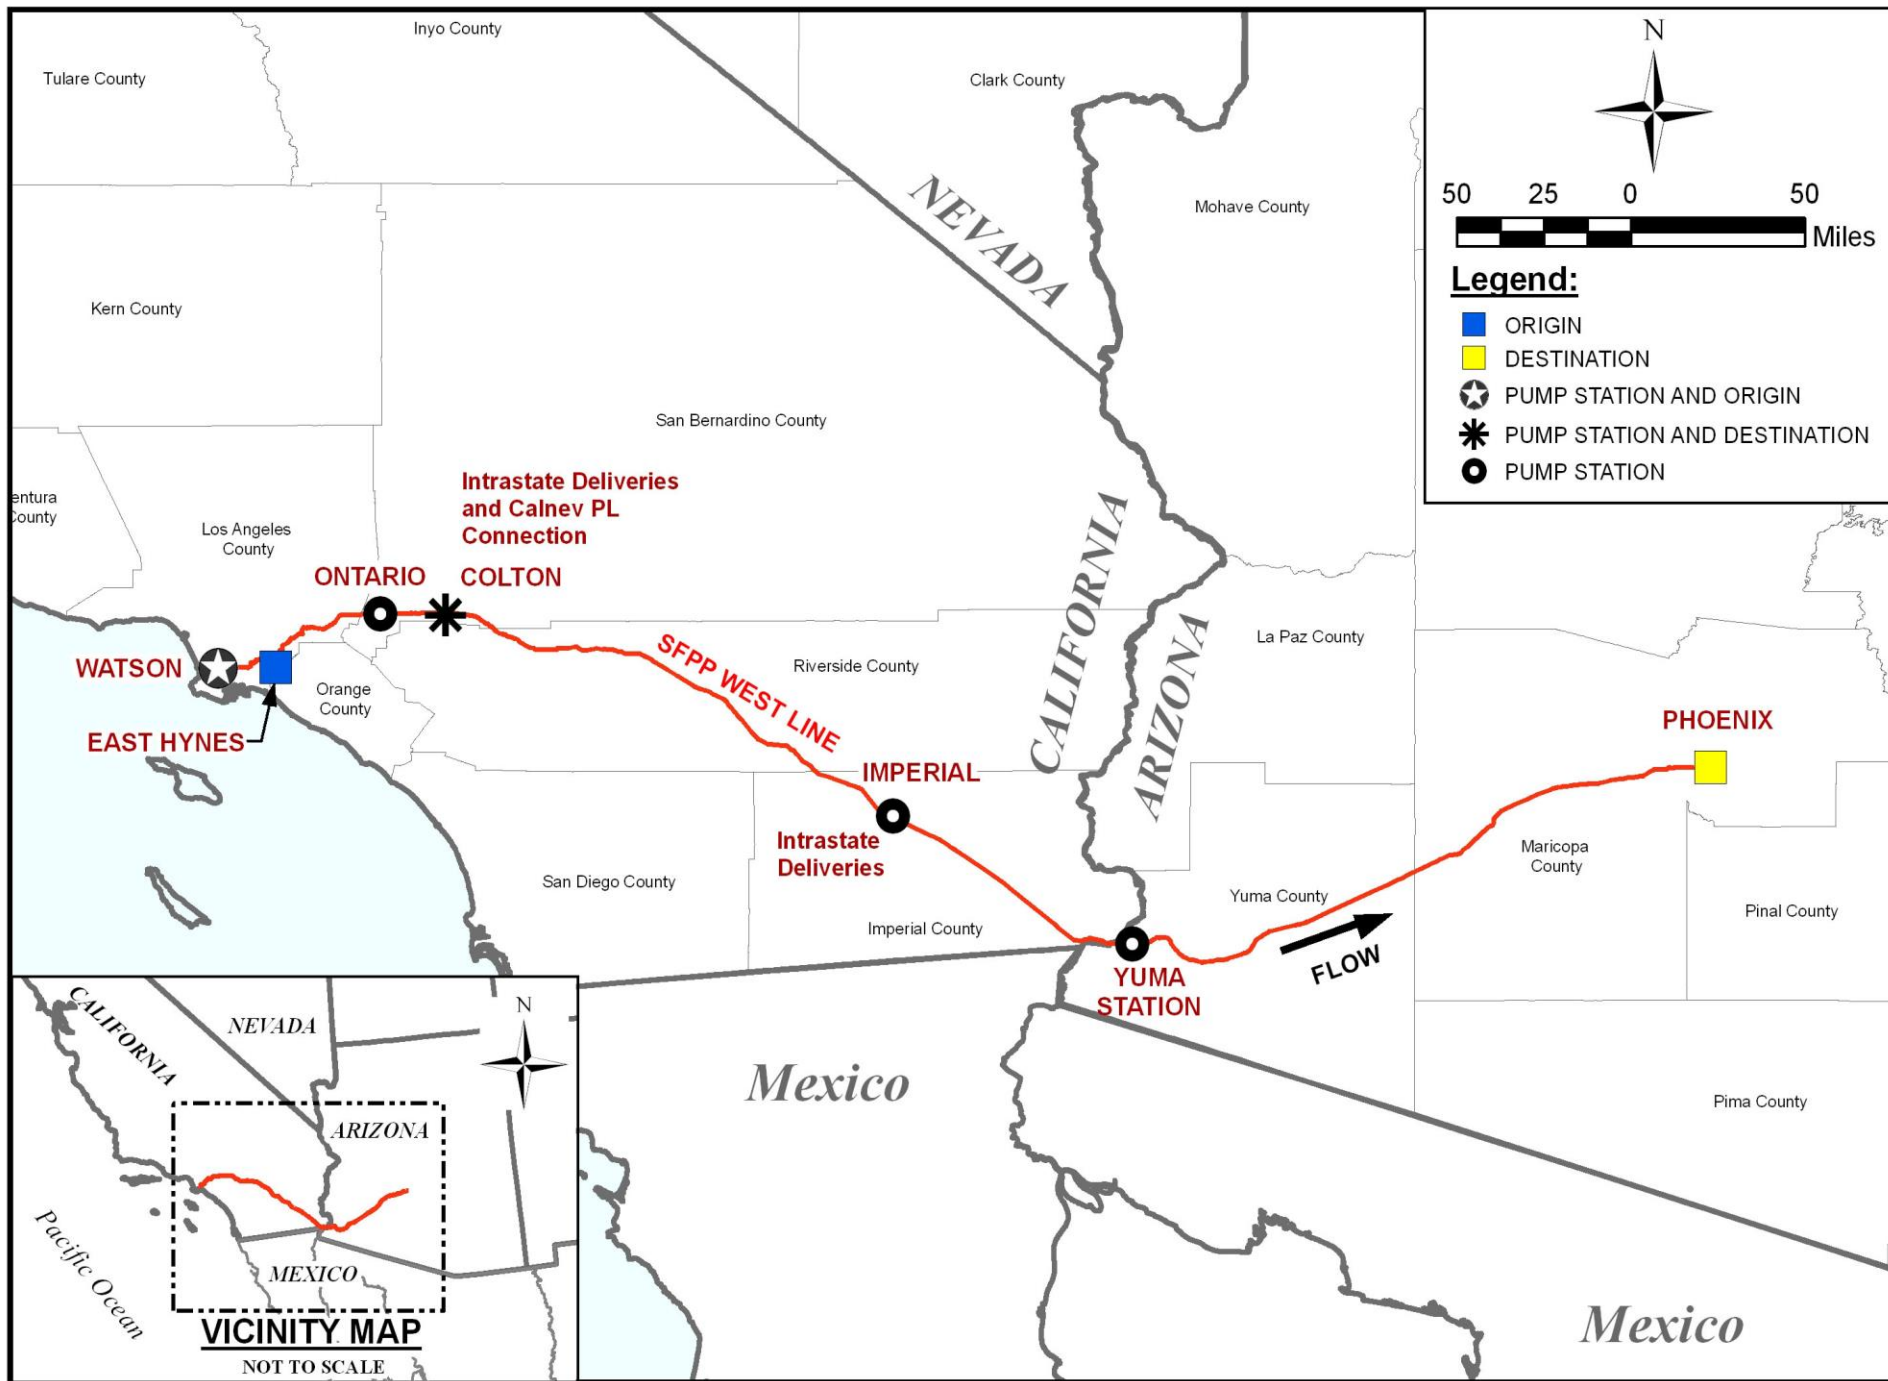 Inyo County
Tulare County
Clark County
N
NEVADA
Mohave County
50 25 0 50
Miles
Legend:
ORIGIN
DESTINATION
PUMP STATION AND ORIGIN
PUMP STATION AND DESTINATION
PUMP STATION
Kern County
San Bernardino County
Intrastate Deliveries
and Calnev PL
Connection
entura
County
Los Angeles
County
ONTARIO
COLTON
CALIFORNIA
ARIZONA
La Paz County
WATSON
Orange
County
SFPP WEST LINE
Riverside County
EAST HYNES
PHOENIX
IMPERIAL
Intrastate
Deliveries
San Diego County
Imperial County
Yuma County
Maricopa
County
Pinal County
FLOW
YUMA
STATION
Mexico
Pima County
Mexico
CALIFORNIA
NEVADA
N
ARIZONA
MEXICO
Pacific Ocean
VICINITY MAP
NOT TO SCALE